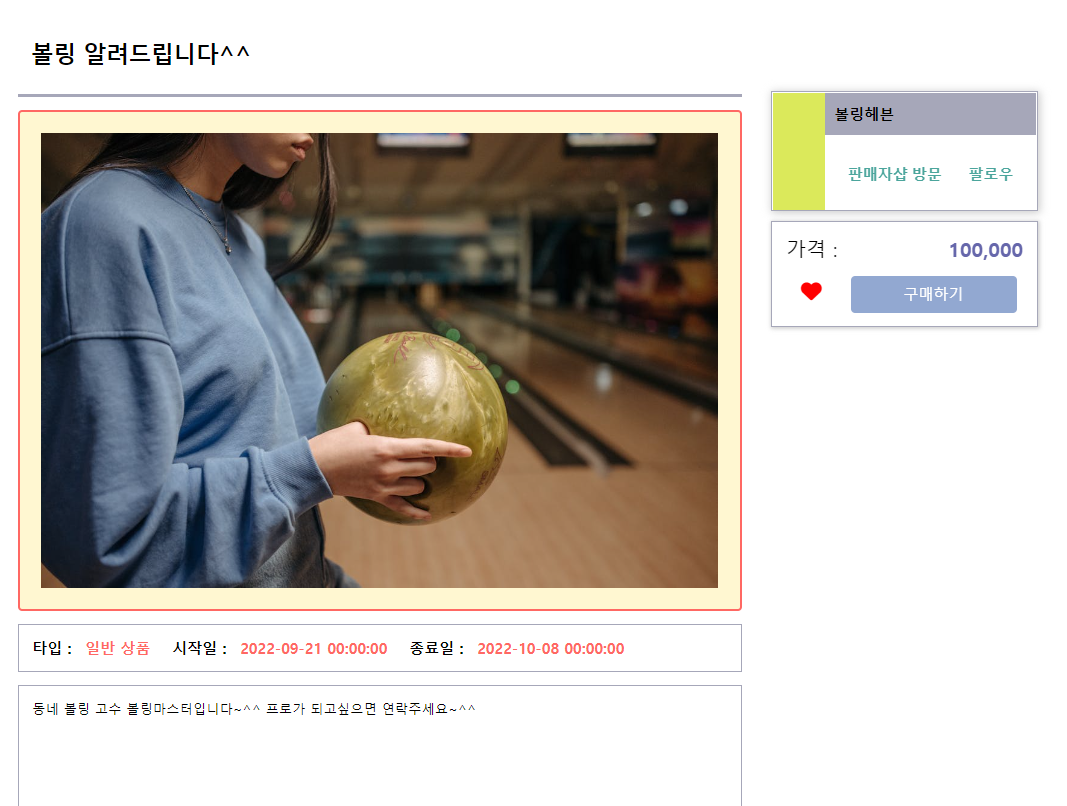 볼링 알려드립니다^^
볼링헤븐
판매자샵 방문 팔로우
가격 : 100,000
구매하기
타입 : 일반 상품 시작일 : 2022-09-21 00:00:00 종료일 : 2022-10-08 00:00:00
동네 볼링 고수 볼링마스터입니다~^^ 프로가 되고싶으면 연락주세요~^^